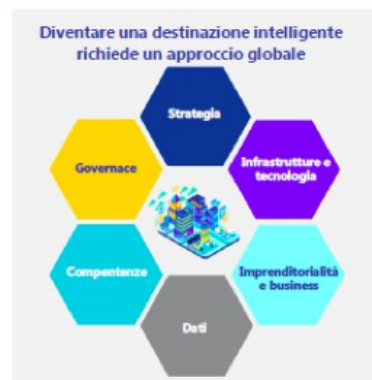 Diventare una destinazione intelligente
richiede un approccio globale
Strategia
Governace
Infrastrutture e
tecnologia
Compentenze
Imprenditorialità
e business
Dati